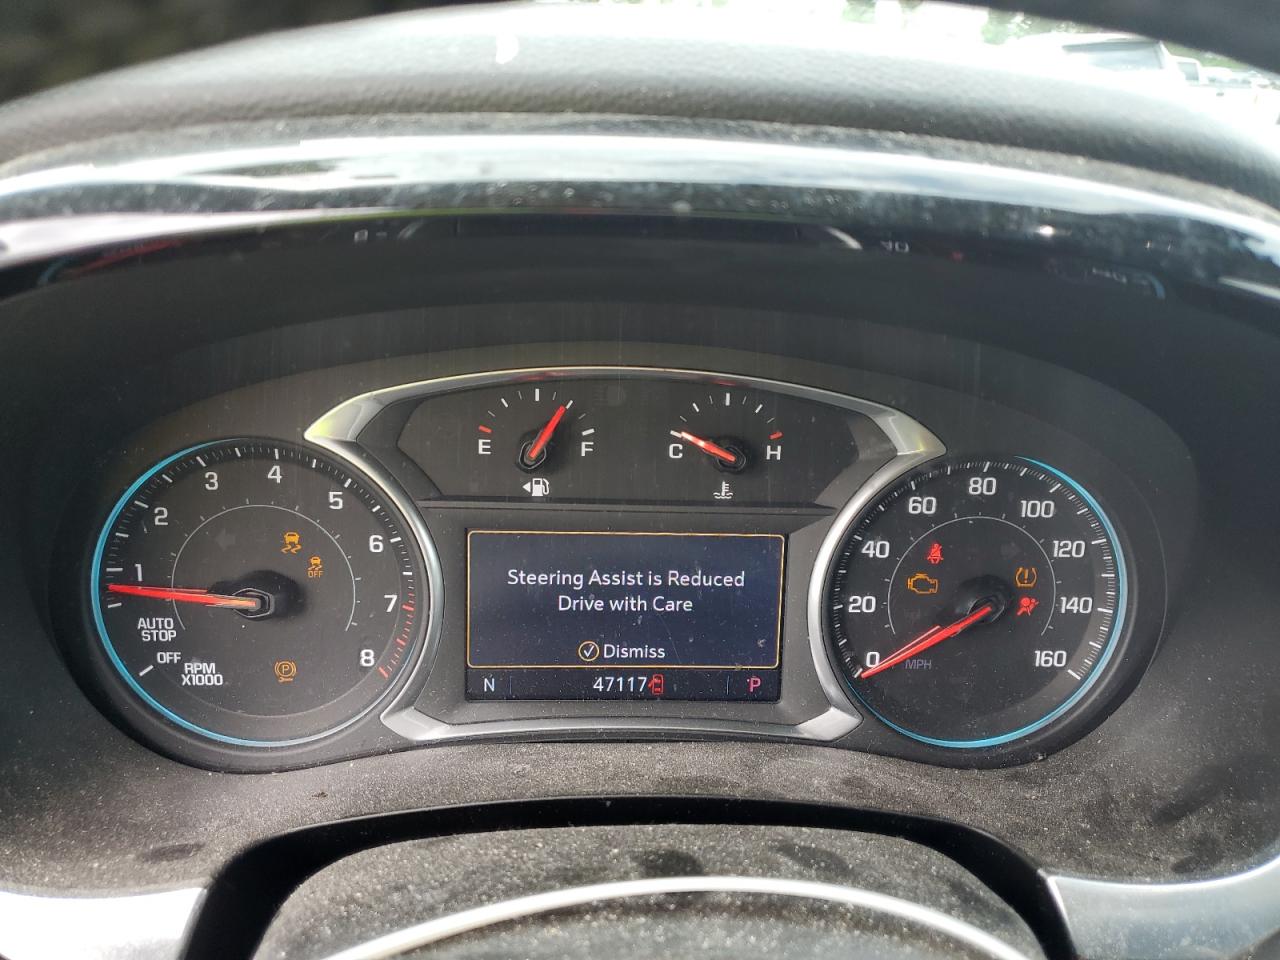 E
F
C
H
1
2
3
4
5
6
7
8
AUTO
STOP
OFF
RPM
X1000
OFF
P
Steering Assist is Reduced
Drive with Care
Dismiss
N
47117
P
0
20
40
60
80
100
120
140
160
MPH